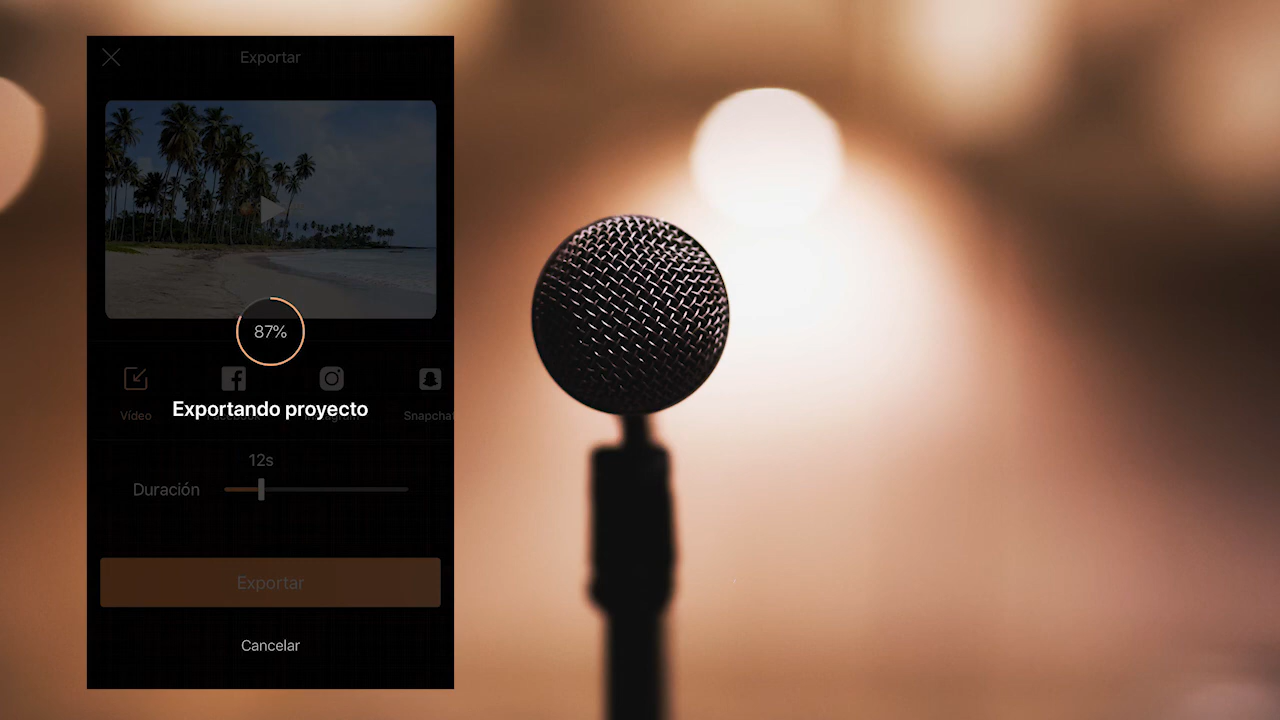 Exportar
87%
Vídeo
Snapchat
Exportando proyecto
12s
Duración
Exportar
Cancelar